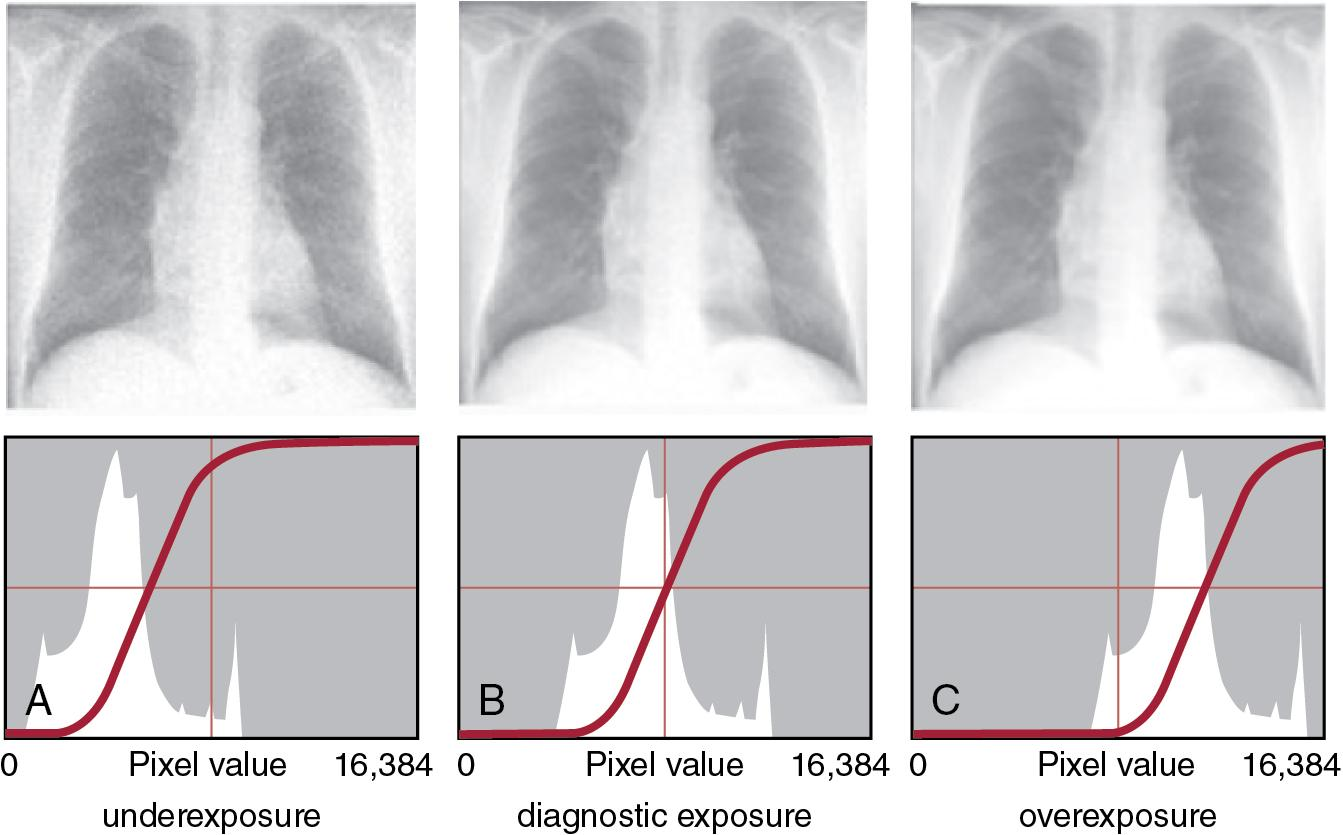 A
B
C
0 Pixel value 16,384
0 Pixel value 16,384
0 Pixel value 16,384
underexposure
diagnostic exposure
overexposure